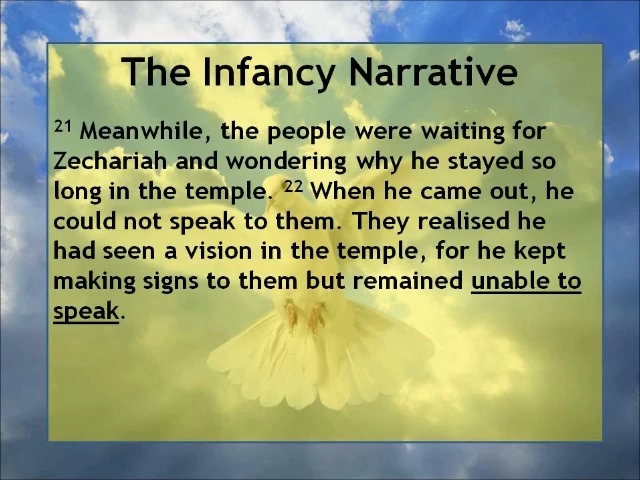 The Infancy Narrative
21 Meanwhile, the people were waiting for
Zechariah and wondering why he stayed so
long in the temple. 22 When he came out, he
could not speak to them. They realised he
had seen a vision in the temple, for he kept
making signs to them but remained unable to
speak.